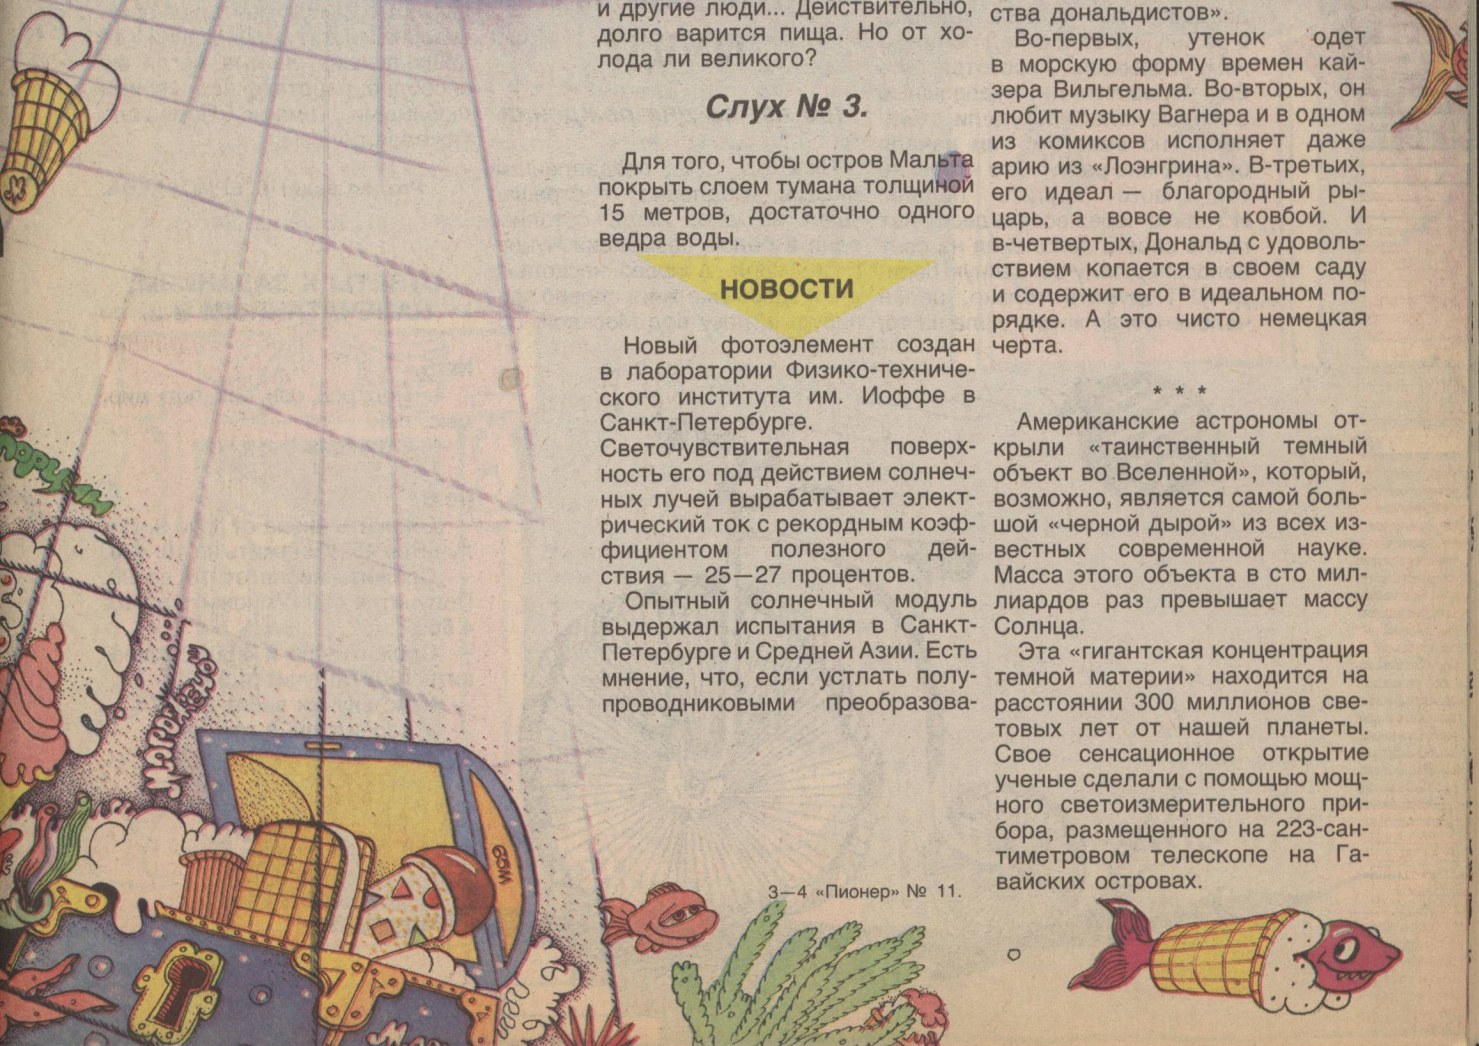 и другие люди... Действительно,
долго варится пища. Но от хо-
лода ли великого?
Слух № 3.
Для того, чтобы остров Мальта
покрыть слоем тумана толщиной
15 метров, достаточно одного
ведра воды.
НОВОСТИ
Новый фотоэлемент создан
в лаборатории Физико-техниче-
ского института им. Иоффе в
Санкт-Петербурге.
Светочувствительная поверх-
ность его под действием солнеч-
ных лучей вырабатывает элект-
рический ток с рекордным коэф-
фициентом полезного дей-
ствия — 25—27 процентов.
Опытный солнечный модуль
выдержал испытания в Санкт-
Петербурге и Средней Азии. Есть
мнение, что, если устлать полу-
проводниковыми преобразова-
3—4 «Пионер» № 11.
ства дональдистов».
Во-первых, утенок одет
в морскую форму времен кай-
зера Вильгельма. Во-вторых, он
любит музыку Вагнера и в одном
из комиксов исполняет даже
арию из «Лоэнгрина». В-третьих,
его идеал — благородный ры-
царь, а вовсе не ковбой. И
в-четвертых, Дональд с удоволь-
ствием копается в своем саду
и содержит его в идеальном по-
рядке. А это чисто немецкая
черта.
* * *
Американские астрономы от-
крыли «таинственный темный
объект во Вселенной», который,
возможно, является самой боль-
шой «черной дырой» из всех из-
вестных современной науке.
Масса этого объекта в сто мил-
лиардов раз превышает массу
Солнца.
Эта «гигантская концентрация
темной материи» находится на
расстоянии 300 миллионов све-
товых лет от нашей планеты.
Свое сенсационное открытие
ученые сделали с помощью мощ-
ного светоизмерительного при-
бора, размещенного на 223-сан-
тиметровом телескопе на Га-
вайских островах.